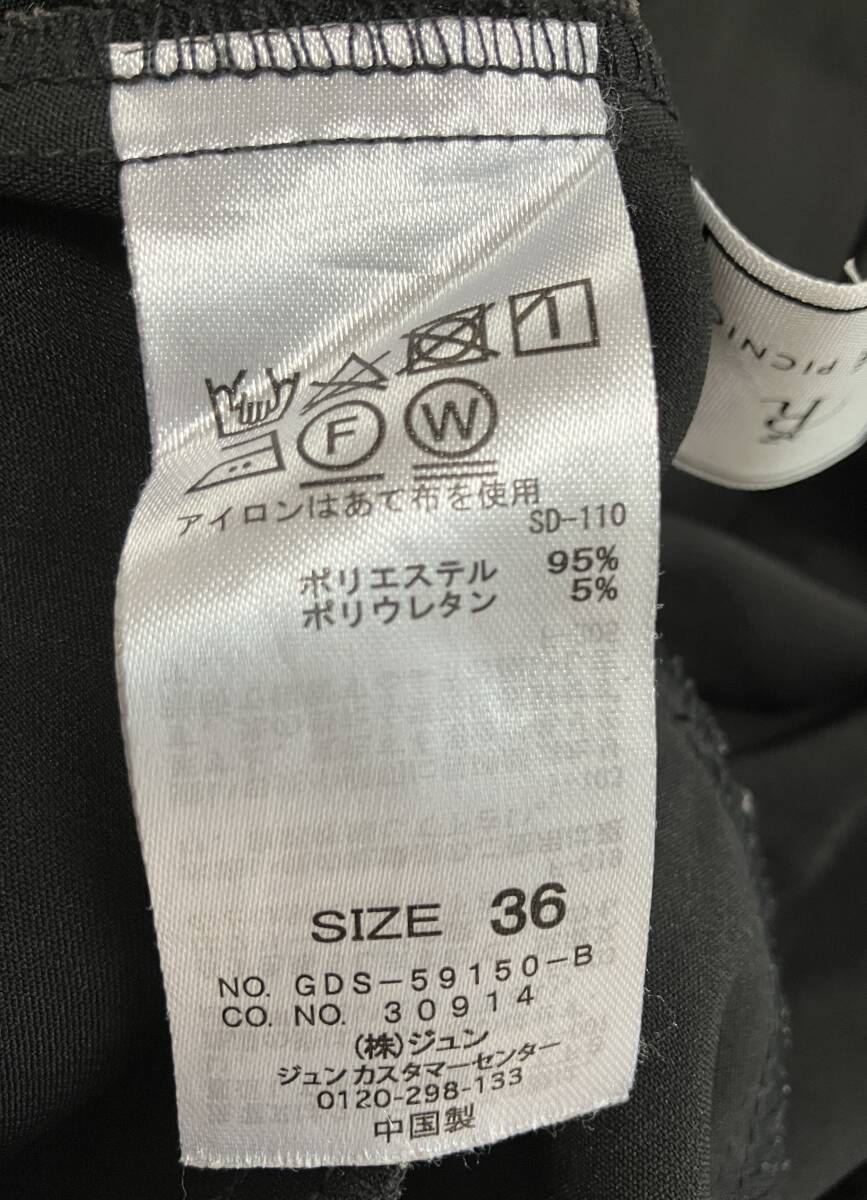 F W
アイロンはあて布を使用
SD-110
ポリエステル 95%
ポリウレタン 5%
SIZE 36
NO. GDS-59150-B
CO. NO. 30914
(株)ジュン
ジュンカスタマーセンター
0120-298-133
中国製
R
PICNIC